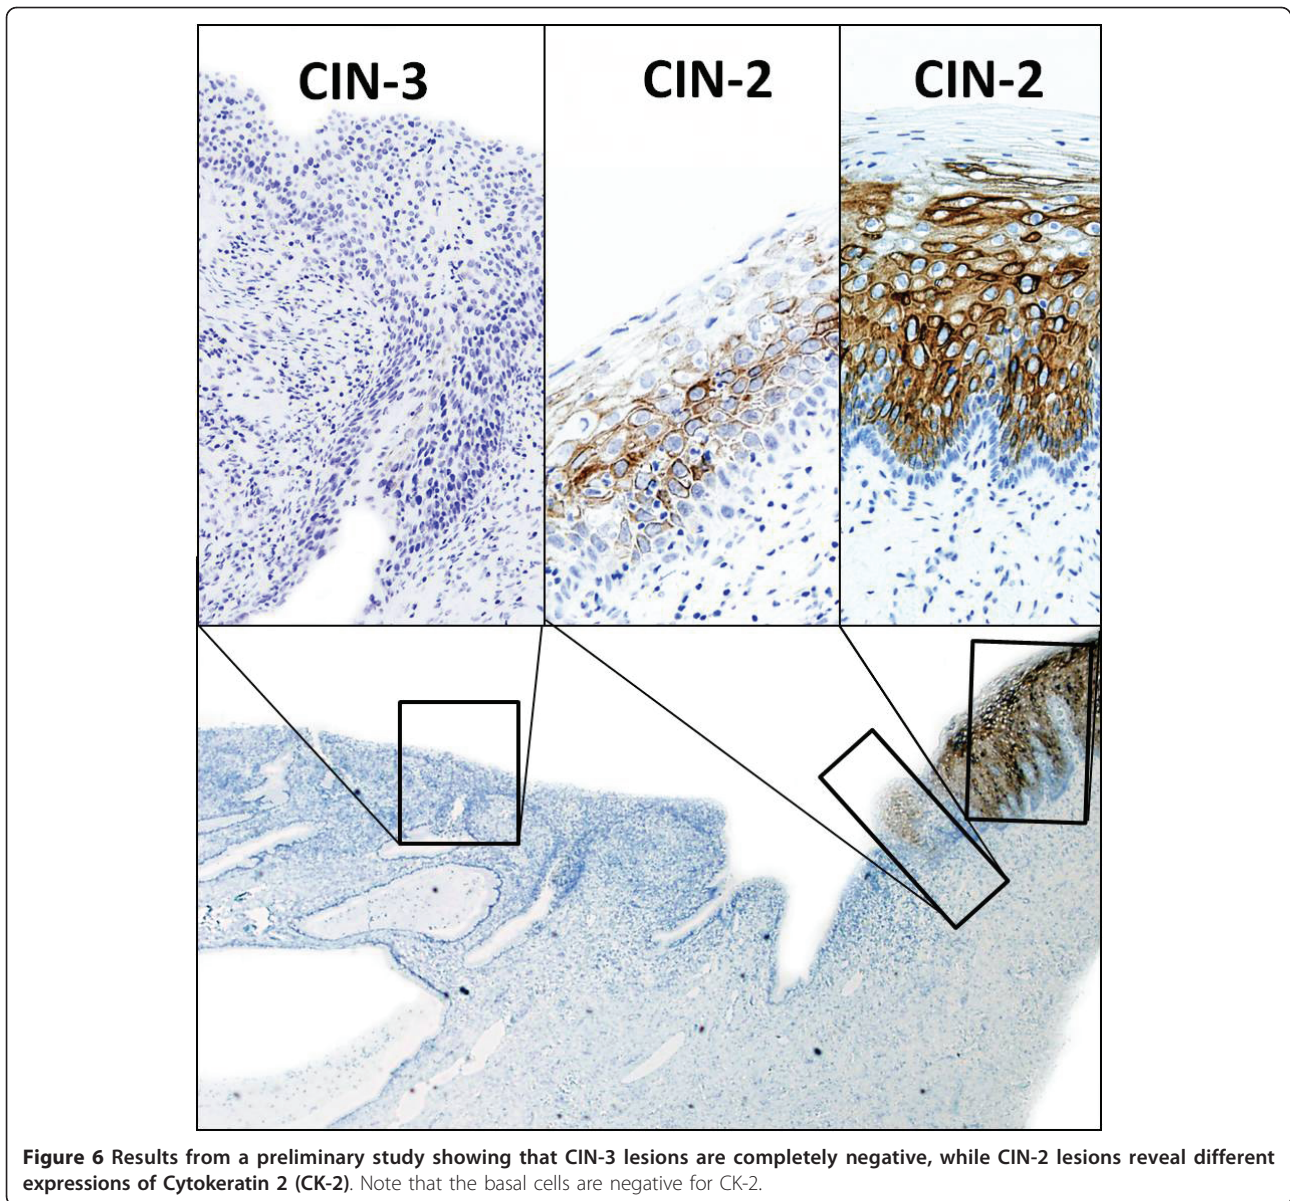 CIN-3 CIN-2 CIN-2
Figure 6 Results from a preliminary study showing that CIN-3 lesions are completely negative, while CIN-2 lesions reveal different
expressions of Cytokeratin 2 (CK-2). Note that the basal cells are negative for CK-2.